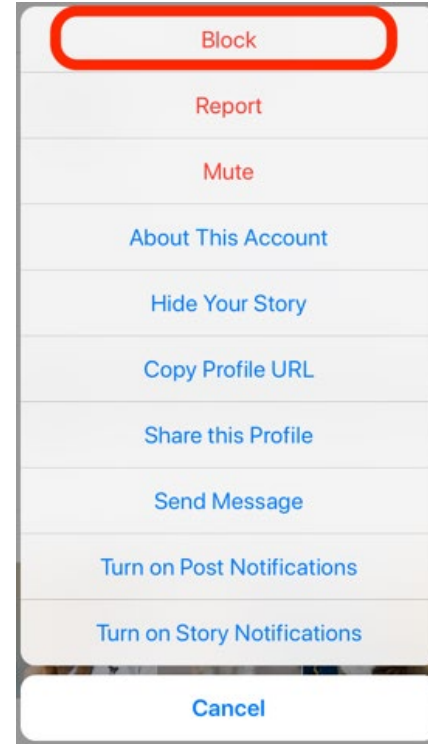 Block
Report
Mute
About This Account
Hide Your Story
Copy Profile URL
Share this Profile
Send Message
Turn on Post Notifications
Turn on Story Notifications
Cancel